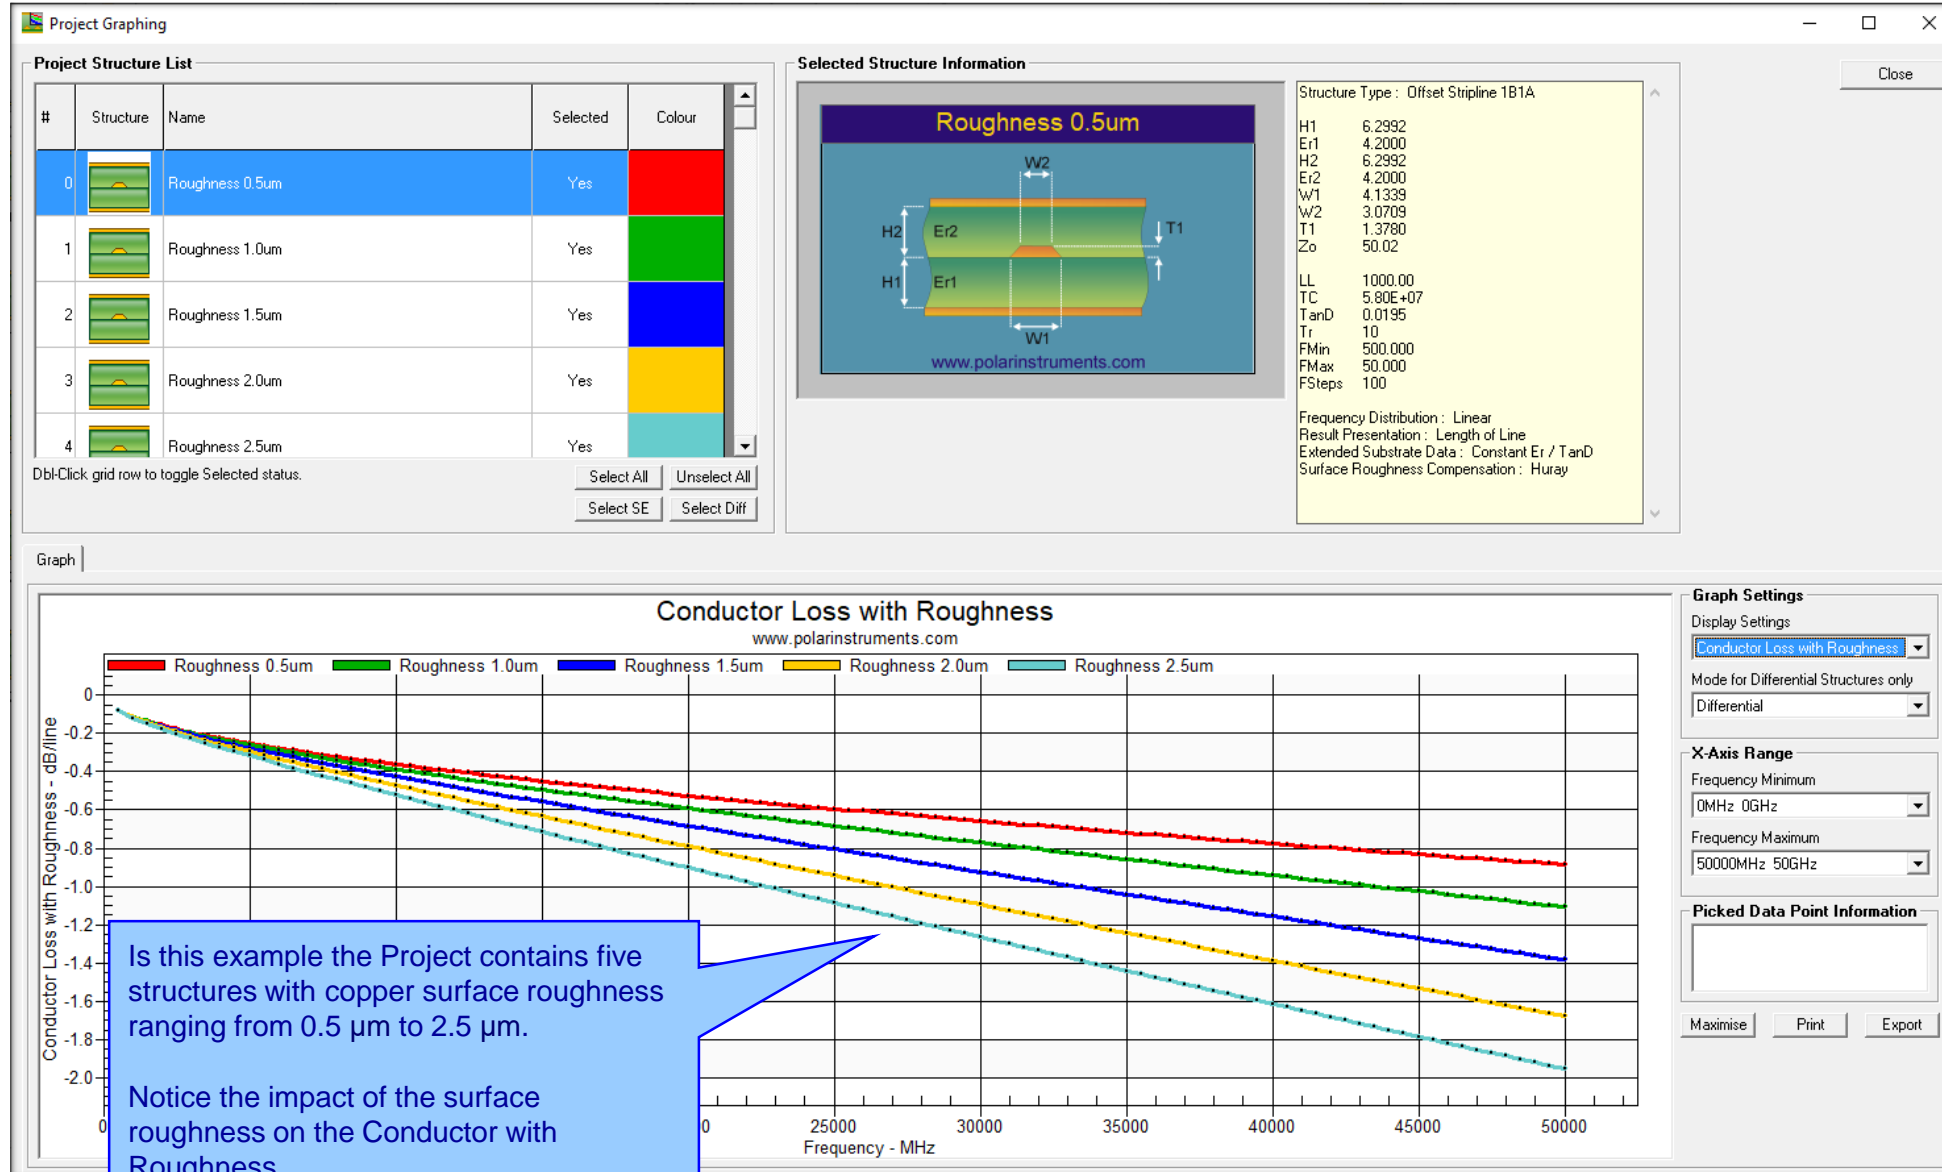 Project Graphing
Project Structure List
# Structure Name Selected Colour
0 Roughness 0.5um Yes
1 Roughness 1.0um Yes
2 Roughness 1.5um Yes
3 Roughness 2.0um Yes
4 Roughness 2.5um Yes
Dbl-Click grid row to toggle Selected status.
Select All Unselect All
Select SE Select Diff
Selected Structure Information
Roughness 0.5um
W2
H2 Er2 T1
H1 Er1
W1
www.polarinstruments.com
Structure Type : Offset Stripline 1B1A
H1 6.2992
Er1 4.2000
H2 6.2992
Er2 4.2000
W1 4.1339
W2 3.0709
T1 1.3780
Zo 50.02
LL 1000.00
TC 5.80E+07
TanD 0.0195
Tr 10
FMin 500.000
FMax 50.000
FSteps 100
Frequency Distribution : Linear
Result Presentation : Length of Line
Extended Substrate Data : Constant Er / TanD
Surface Roughness Compensation : Huray
Close
Graph
Conductor Loss with Roughness
www.polarinstruments.com
Roughness 0.5um Roughness 1.0um Roughness 1.5um Roughness 2.0um Roughness 2.5um
Conductor Loss with Roughness - dB/line
0
-0.2
-0.4
-0.6
-0.8
-1.0
-1.2
-1.4
-1.6
-1.8
-2.0
0 0 25000 30000 35000 40000 45000 50000
Frequency - MHz
Is this example the Project contains five
structures with copper surface roughness
ranging from 0.5 µm to 2.5 µm.
Notice the impact of the surface
roughness on the Conductor with
Roughness
Graph Settings
Display Settings
Conductor Loss with Roughness
Mode for Differential Structures only
Differential
X-Axis Range
Frequency Minimum
0MHz 0GHz
Frequency Maximum
50000MHz 50GHz
Picked Data Point Information
Maximise Print Export